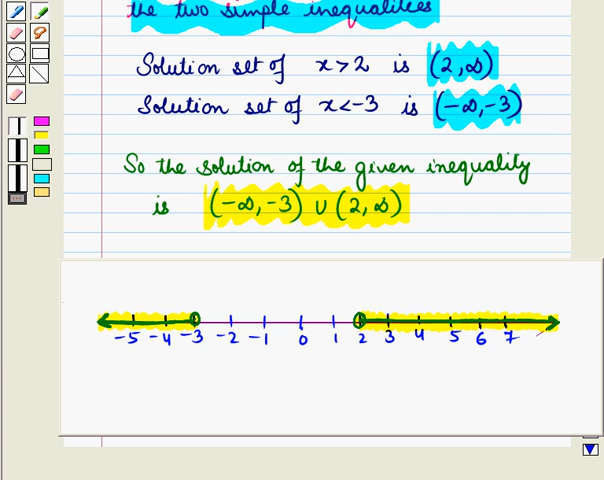 the two simple inequalities
Solution set of x > 2 is (2, ∞)
Solution set of x < -3 is (-∞, -3)
So the solution of the given inequality
is (-∞, -3) ∪ (2, ∞)
-5 -4 -3 -2 -1 0 1 2 3 4 5 6 7